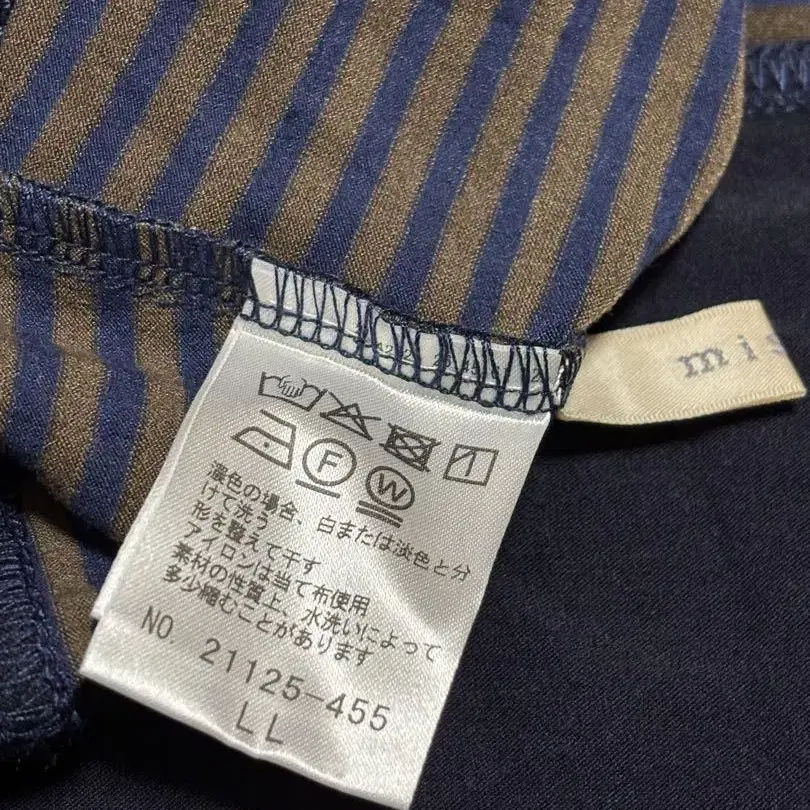 F
W
濃色の場合、白または淡色と分
けて洗う
形を整えて干す
アイロンは当て布使用
素材の性質上、水洗いによって
多少縮むことがあります
NO. 21125-455
LL
mis